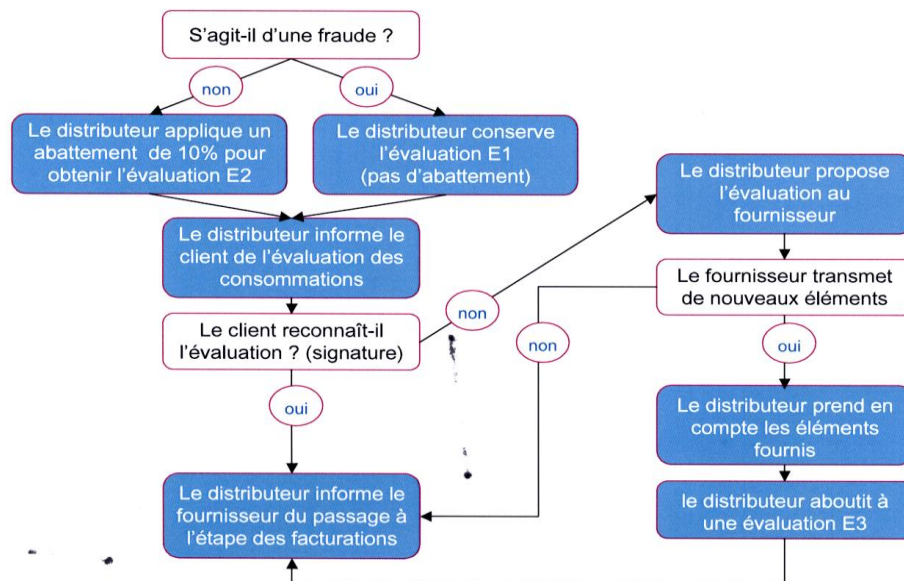 S'agit-il d'une fraude ?
non
oui
Le distributeur applique un
abattement de 10% pour
obtenir l'évaluation E2
Le distributeur conserve
l'évaluation E1
(pas d'abattement)
Le distributeur informe le
client de l'évaluation des
consommations
Le client reconnaît-il
l'évaluation ? (signature)
non
oui
Le distributeur informe le
fournisseur du passage à
l'étape des facturations
Le distributeur propose
l'évaluation au
fournisseur
Le fournisseur transmet
de nouveaux éléments
non
oui
Le distributeur prend en
compte les éléments
fournis
le distributeur aboutit à
une évaluation E3